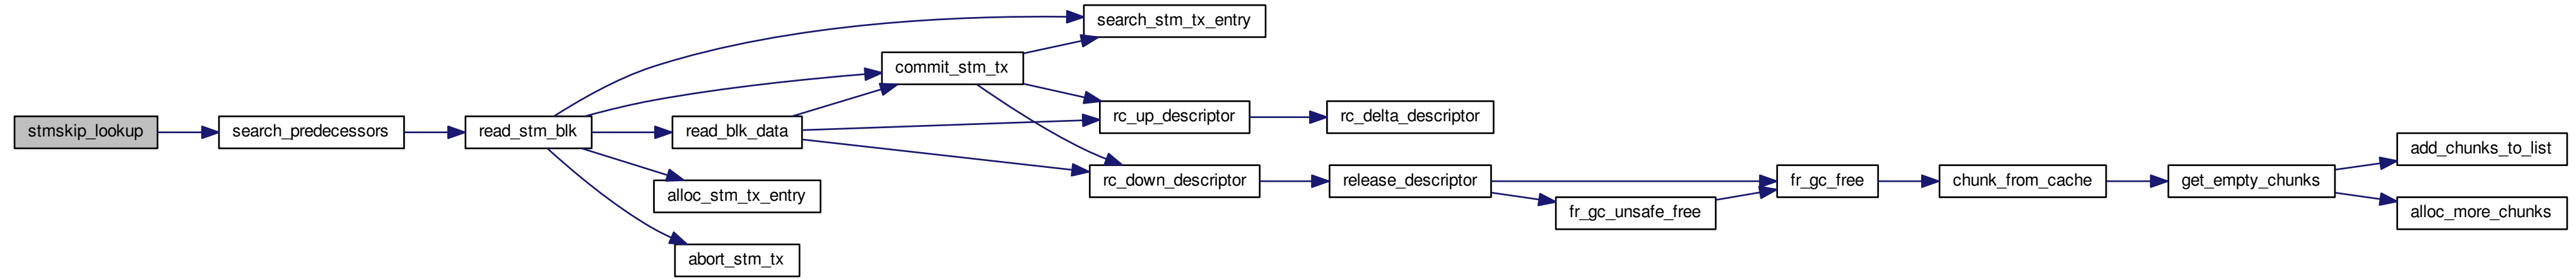 stmskip_lookup
search_predecessors
read_stm_blk
search_stm_tx_entry
commit_stm_tx
read_blk_data
alloc_stm_tx_entry
abort_stm_tx
rc_up_descriptor
rc_down_descriptor
rc_delta_descriptor
release_descriptor
fr_gc_unsafe_free
fr_gc_free
chunk_from_cache
get_empty_chunks
add_chunks_to_list
alloc_more_chunks